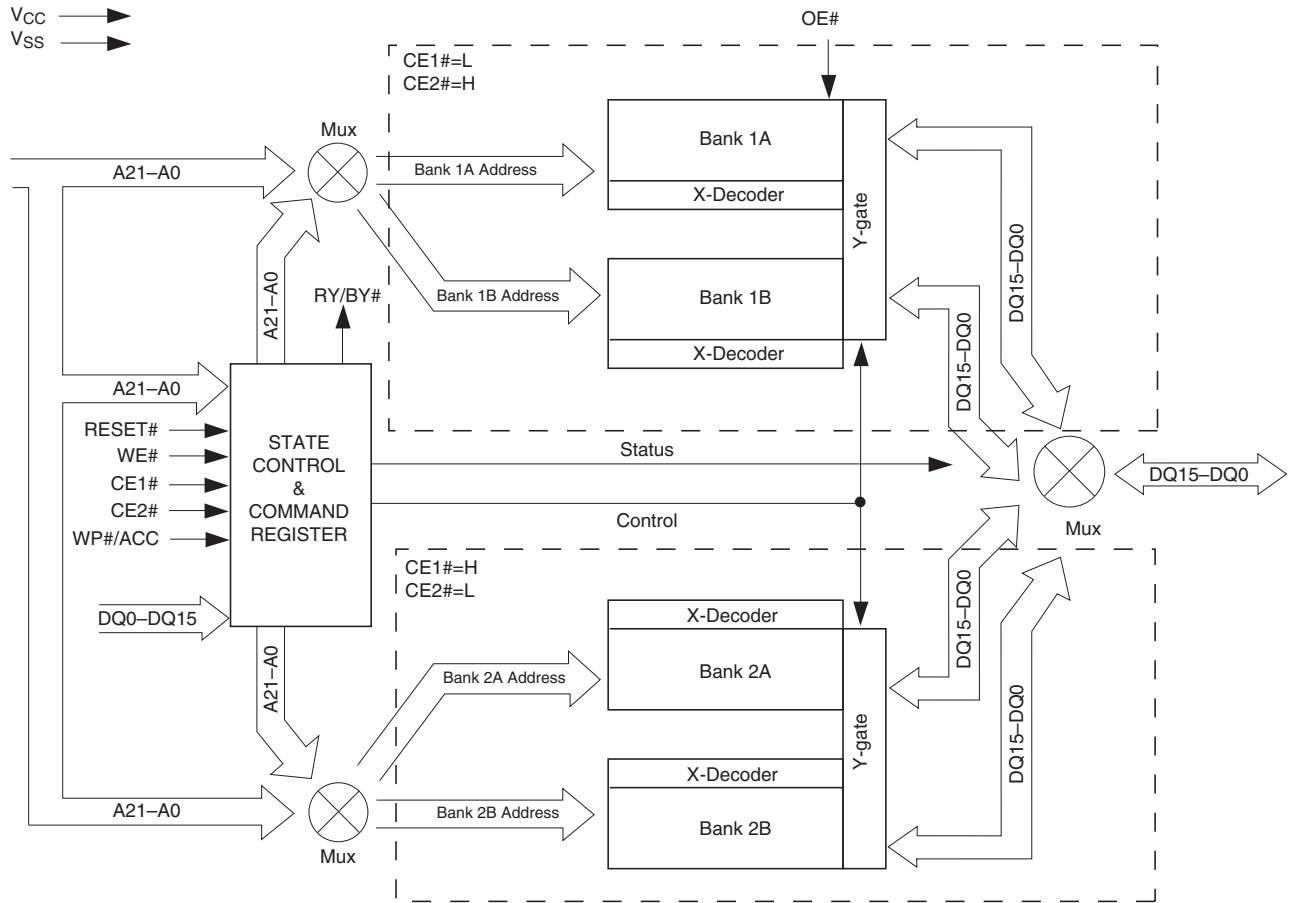 VCC
VSS
OE#
CE1#=L
CE2#=H
Mux
A21–A0
Bank 1A Address
Bank 1A
X-Decoder
Y-gate
DQ15–DQ0
A21–A0
RY/BY#
Bank 1B Address
Bank 1B
X-Decoder
DQ15–DQ0
A21–A0
RESET#
WE#
CE1#
CE2#
WP#/ACC
DQ0–DQ15
STATE
CONTROL
&
COMMAND
REGISTER
Status
Control
DQ15–DQ0
Mux
CE1#=H
CE2#=L
A21–A0
Bank 2A Address
X-Decoder
Bank 2A
Y-gate
DQ15–DQ0
DQ15–DQ0
A21–A0
Mux
Bank 2B Address
X-Decoder
Bank 2B